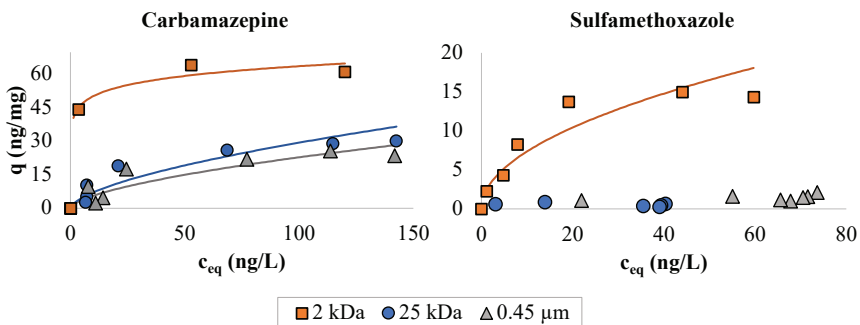 Carbamazepine
Sulfamethoxazole
q (ng/mg)
60
45
30
15
0
0
50
100
150
c_eq (ng/L)
20
15
10
5
0
0
20
40
60
80
c_eq (ng/L)
2 kDa
25 kDa
0.45 µm